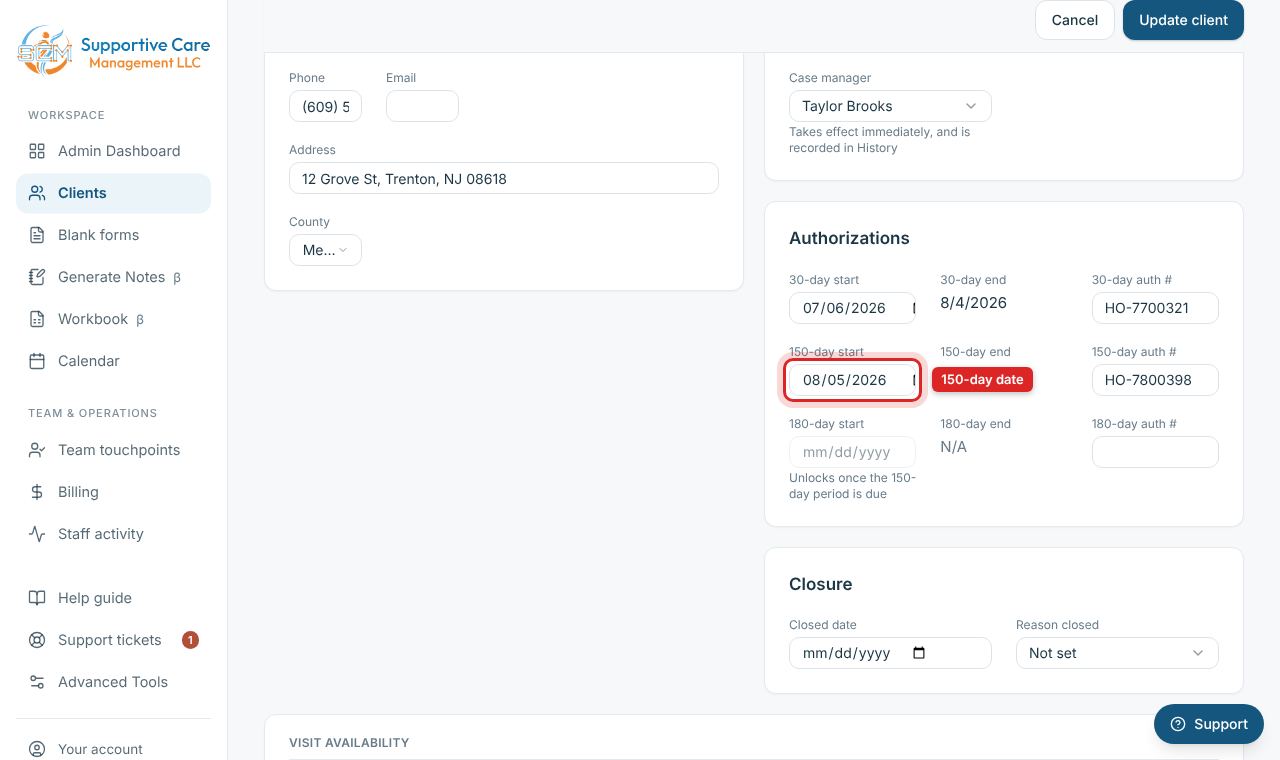 Cancel
Update client
SCM
Supportive Care
Management LLC
WORKSPACE
Admin Dashboard
Clients
Blank forms
Generate Notes β
Workbook β
Calendar
TEAM & OPERATIONS
Team touchpoints
Billing
Staff activity
Help guide
Support tickets 1
Advanced Tools
Your account
Phone
Email
(609) 5
Address
12 Grove St, Trenton, NJ 08618
County
Me...
Case manager
Taylor Brooks
Takes effect immediately, and is
recorded in History
Authorizations
30-day start
30-day end
30-day auth #
07/06/2026
8/4/2026
HO-7700321
150-day start
150-day end
150-day auth #
08/05/2026
150-day date
HO-7800398
180-day start
180-day end
180-day auth #
mm/dd/yyyy
N/A
Unlocks once the 150-
day period is due
Closure
Closed date
Reason closed
mm/dd/yyyy
Not set
VISIT AVAILABILITY
Support